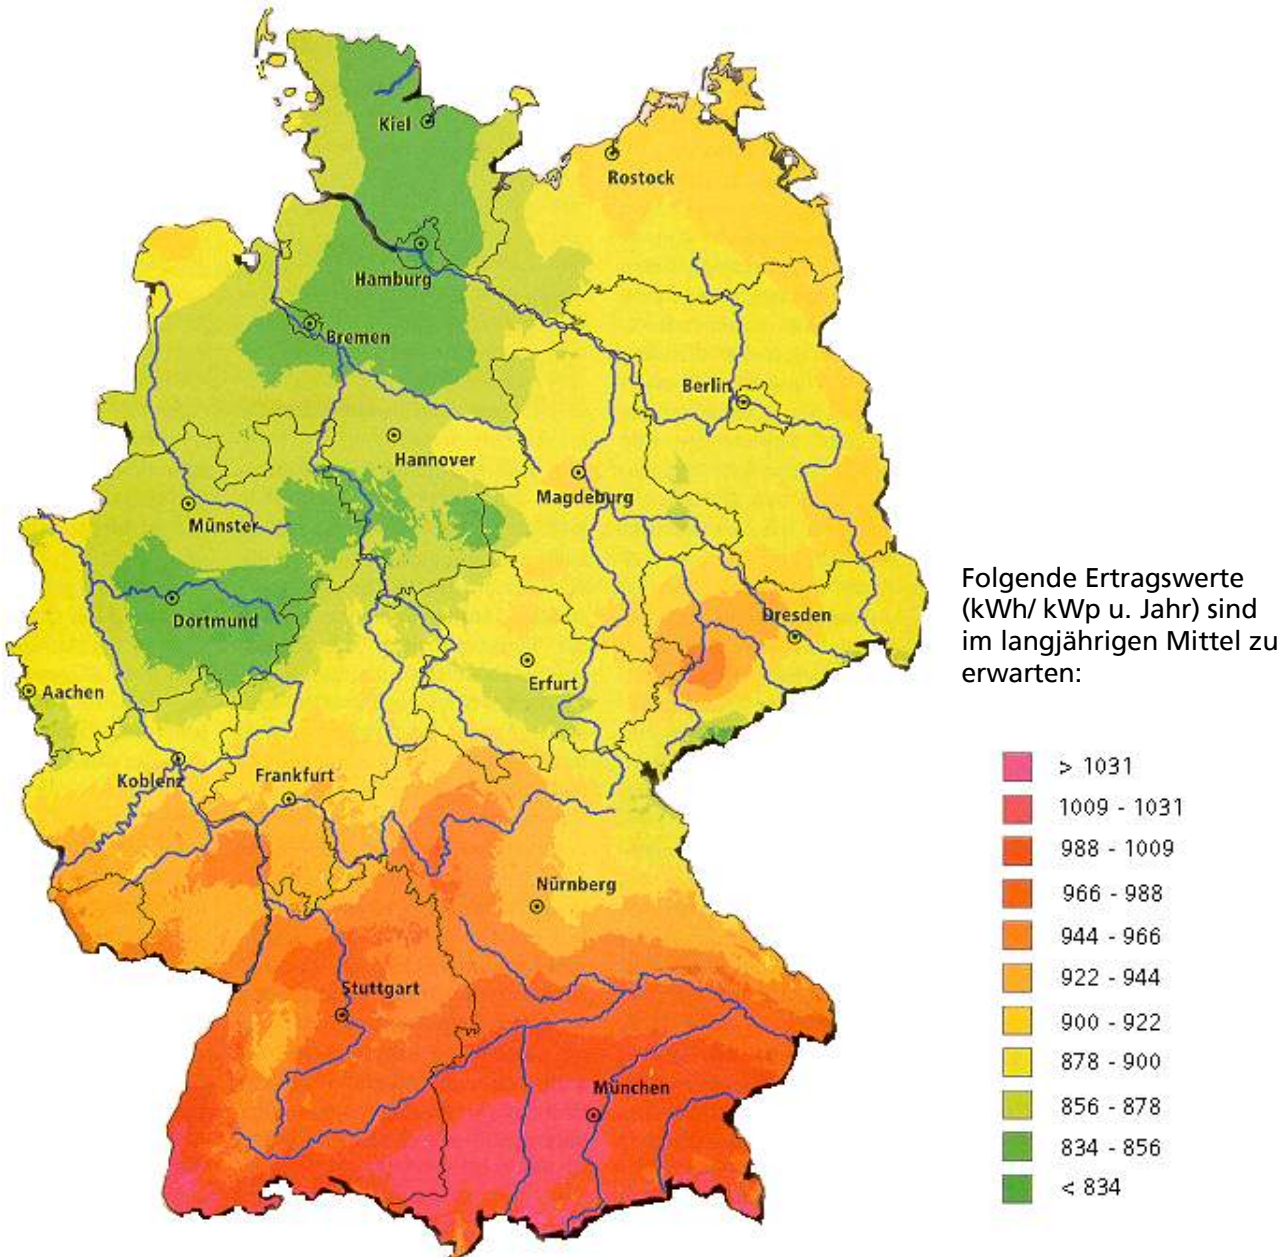 Kiel
Rostock
Hamburg
Bremen
Berlin
Hannover
Magdeburg
Münster
Dortmund
Dresden
Aachen
Erfurt
Koblenz
Frankfurt
Nürnberg
Stuttgart
München
Folgende Ertragswerte
(kWh/ kWp u. Jahr) sind
im langjährigen Mittel zu
erwarten:
> 1031
1009 - 1031
988 - 1009
966 - 988
944 - 966
922 - 944
900 - 922
878 - 900
856 - 878
834 - 856
< 834